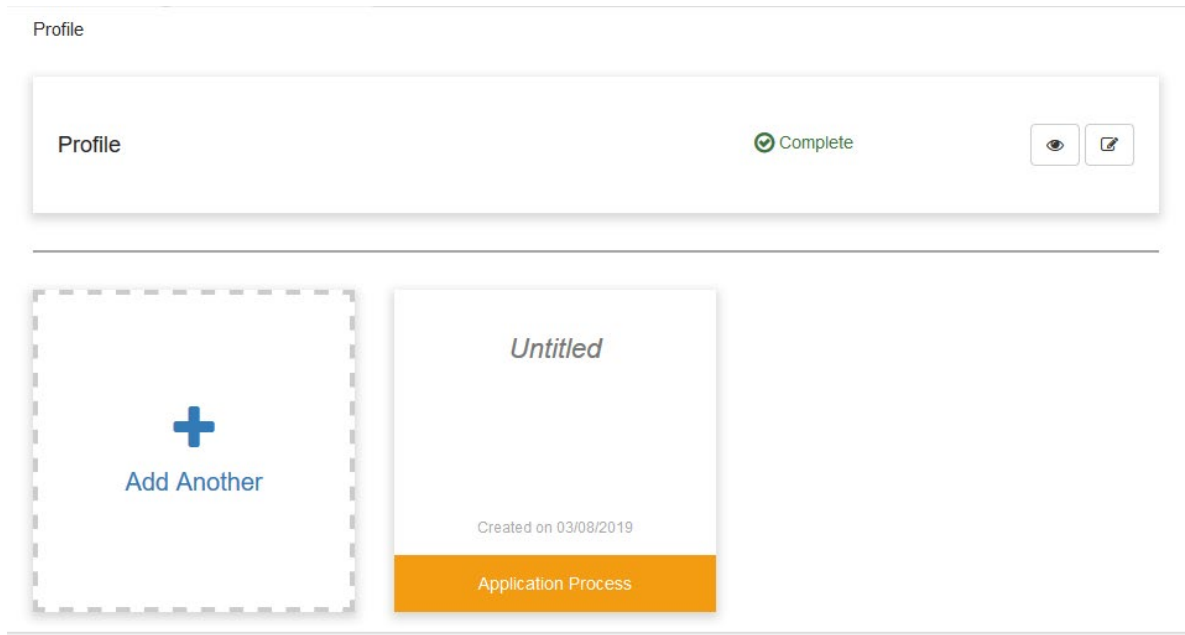 Profile
Profile
Complete
Add Another
Untitled
Created on 03/08/2019
Application Process